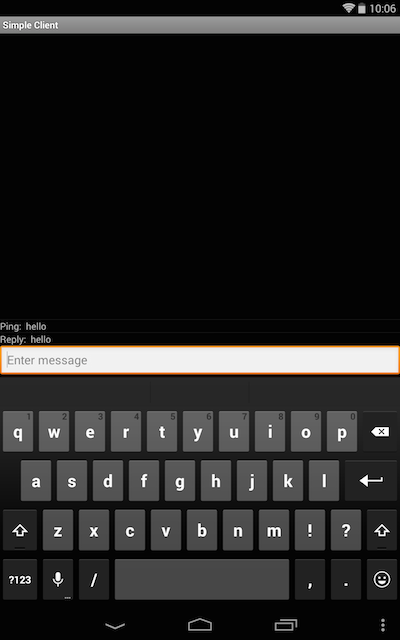 10:06
Simple Client
Ping: hello
Reply: hello
Enter message
1 2 3 4 5 6 7 8 9 0
q w e r t y u i o p
a s d f g h j k l
z x c v b n m ! ?
?123 / , .